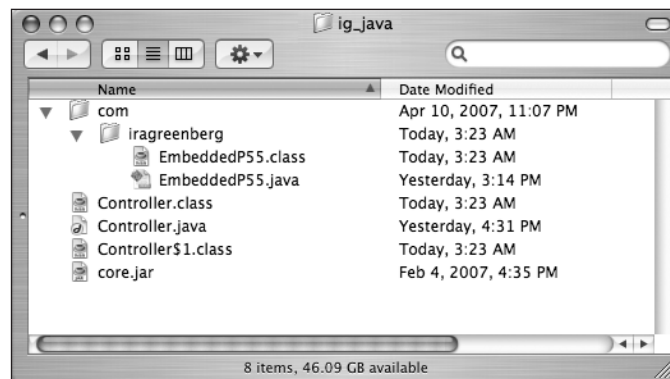 ig_java
Name Date Modified
com Apr 10, 2007, 11:07 PM
iragreenberg Today, 3:23 AM
EmbeddedP55.class Today, 3:23 AM
EmbeddedP55.java Yesterday, 3:14 PM
Controller.class Today, 3:23 AM
Controller.java Yesterday, 4:31 PM
Controller$1.class Today, 3:23 AM
core.jar Feb 4, 2007, 4:35 PM
8 items, 46.09 GB available